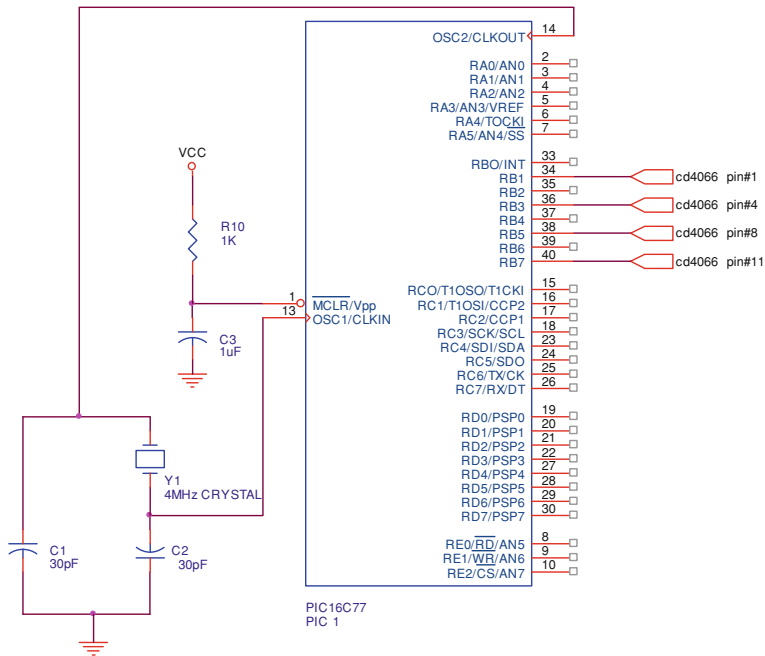 OSC2/CLKOUT 14
RA0/AN0 2
RA1/AN1 3
RA2/AN2 4
RA3/AN3/VREF 5
RA4/TOCKI 6
RA5/AN4/SS 7
VCC
RBO/INT 33
RB1 34 cd4066 pin#1
RB2 35
RB3 36 cd4066 pin#4
RB4 37
RB5 38 cd4066 pin#8
RB6 39
RB7 40 cd4066 pin#11
R10
1K
RCO/T1OSO/T1CKI 15
1 MCLR/Vpp
RC1/T1OSI/CCP2 16
13 OSC1/CLKIN
RC2/CCP1 17
RC3/SCK/SCL 18
RC4/SDI/SDA 23
RC5/SDO 24
RC6/TX/CK 25
RC7/RX/DT 26
C3
1uF
RD0/PSP0 19
RD1/PSP1 20
RD2/PSP2 21
RD3/PSP3 22
RD4/PSP4 27
RD5/PSP5 28
RD6/PSP6 29
RD7/PSP7 30
Y1
4MHz CRYSTAL
RE0/RD/AN5 8
RE1/WR/AN6 9
RE2/CS/AN7 10
C1
30pF
C2
30pF
PIC16C77
PIC 1